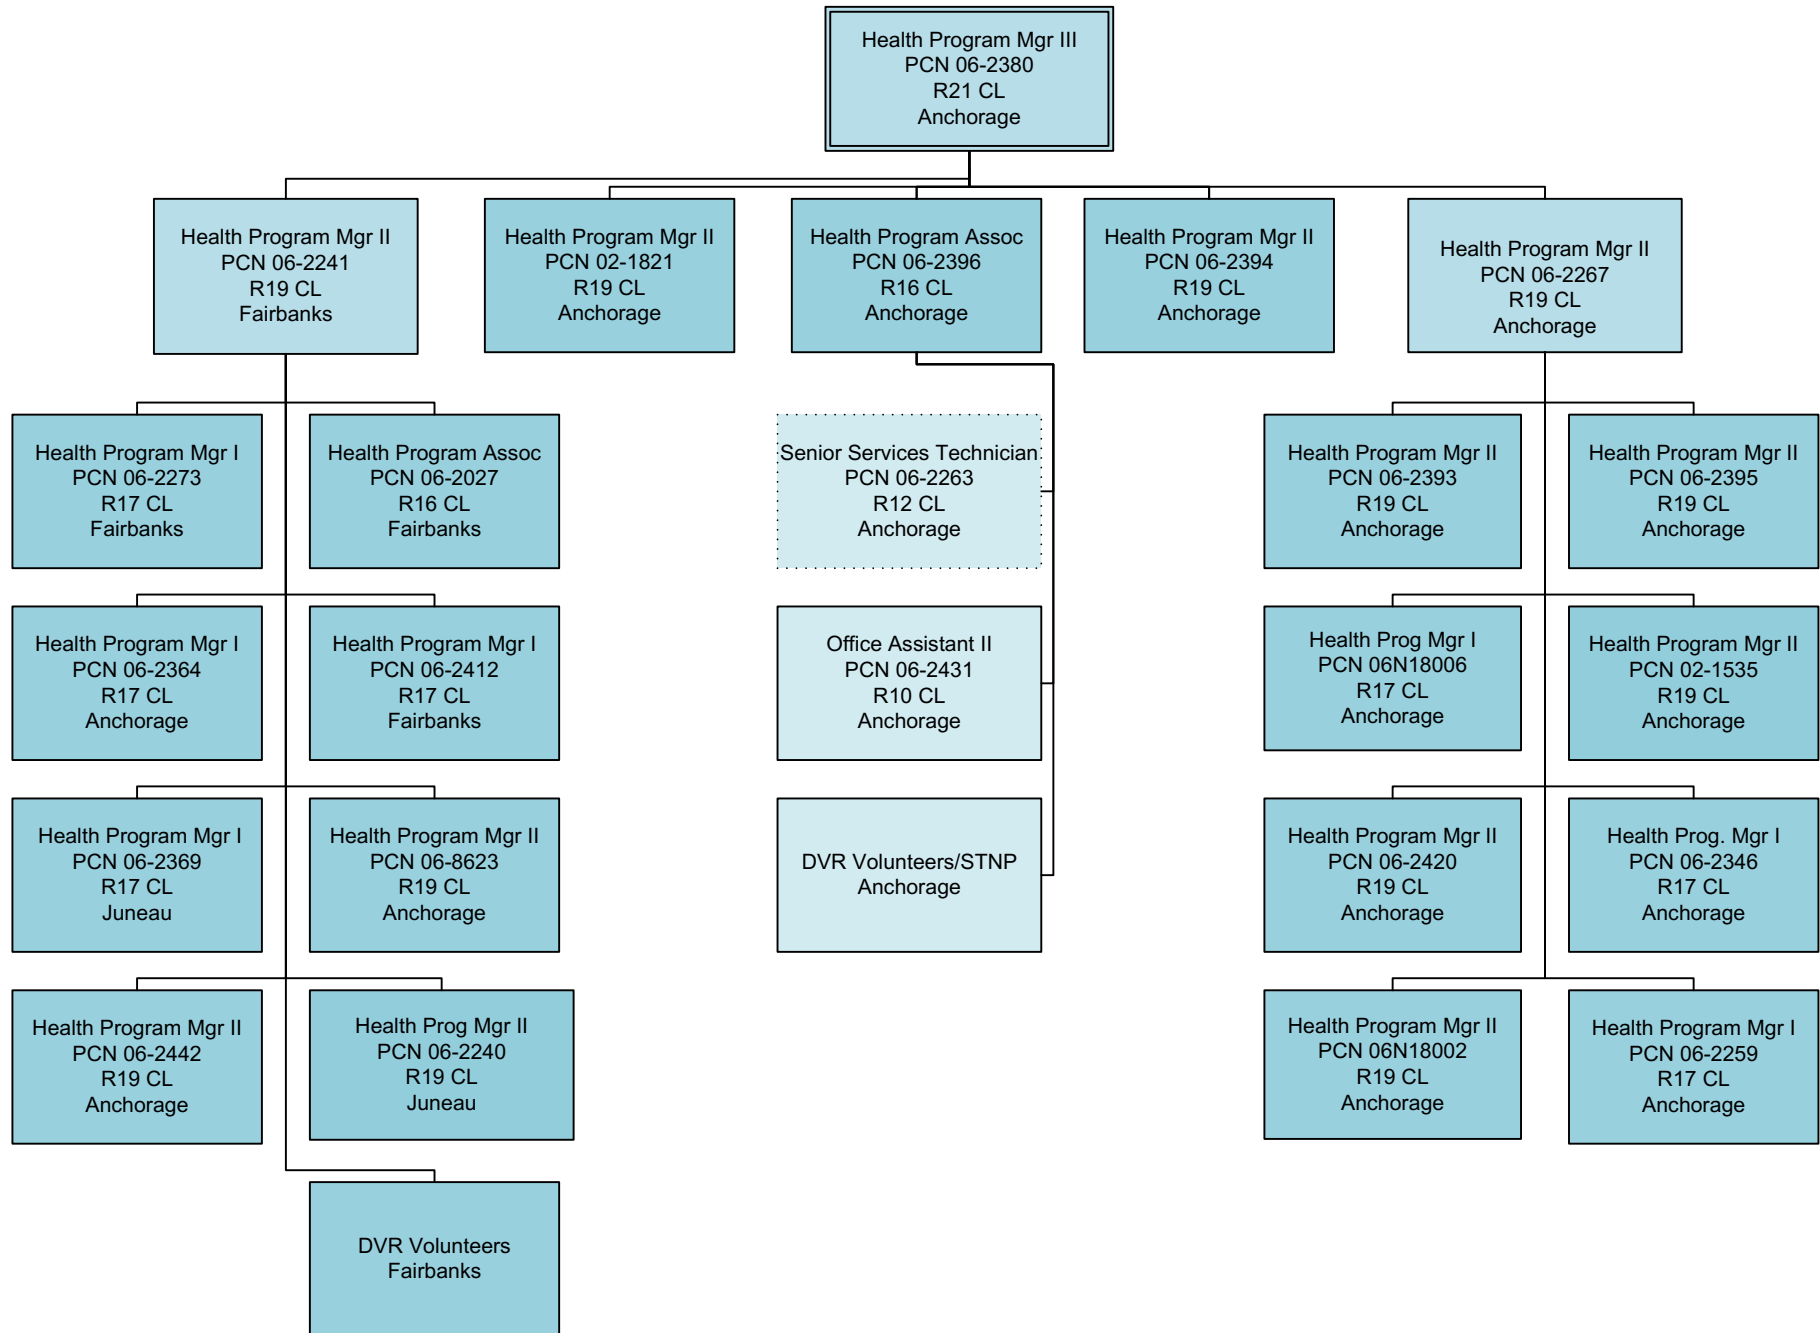 Health Program Mgr III
PCN 06-2380
R21 CL
Anchorage
Health Program Mgr II
PCN 06-2241
R19 CL
Fairbanks
Health Program Mgr II
PCN 02-1821
R19 CL
Anchorage
Health Program Assoc
PCN 06-2396
R16 CL
Anchorage
Health Program Mgr II
PCN 06-2394
R19 CL
Anchorage
Health Program Mgr II
PCN 06-2267
R19 CL
Anchorage
Health Program Mgr I
PCN 06-2273
R17 CL
Fairbanks
Health Program Assoc
PCN 06-2027
R16 CL
Fairbanks
Senior Services Technician
PCN 06-2263
R12 CL
Anchorage
Health Program Mgr II
PCN 06-2393
R19 CL
Anchorage
Health Program Mgr II
PCN 06-2395
R19 CL
Anchorage
Health Program Mgr I
PCN 06-2364
R17 CL
Anchorage
Health Program Mgr I
PCN 06-2412
R17 CL
Fairbanks
Office Assistant II
PCN 06-2431
R10 CL
Anchorage
Health Prog Mgr I
PCN 06N18006
R17 CL
Anchorage
Health Program Mgr II
PCN 02-1535
R19 CL
Anchorage
Health Program Mgr I
PCN 06-2369
R17 CL
Juneau
Health Program Mgr II
PCN 06-8623
R19 CL
Anchorage
DVR Volunteers/STNP
Anchorage
Health Program Mgr II
PCN 06-2420
R19 CL
Anchorage
Health Prog. Mgr I
PCN 06-2346
R17 CL
Anchorage
Health Program Mgr II
PCN 06-2442
R19 CL
Anchorage
Health Prog Mgr II
PCN 06-2240
R19 CL
Juneau
Health Program Mgr II
PCN 06N18002
R19 CL
Anchorage
Health Program Mgr I
PCN 06-2259
R17 CL
Anchorage
DVR Volunteers
Fairbanks